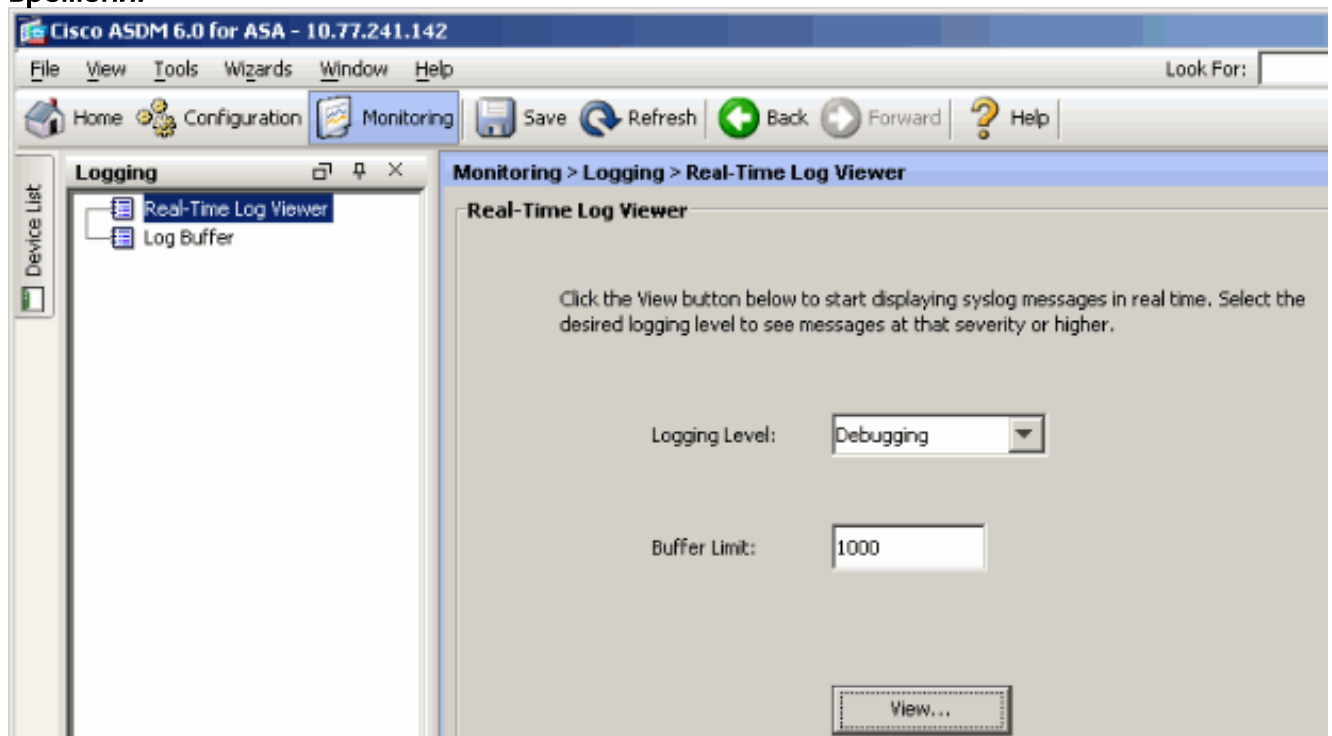 времени.
Cisco ASDM 6.0 for ASA - 10.77.241.142
File View Tools Wizards Window Help Look For:
Home Configuration Monitoring Save Refresh Back Forward Help
Device List
Logging
Real-Time Log Viewer
Log Buffer
Monitoring > Logging > Real-Time Log Viewer
Real-Time Log Viewer
Click the View button below to start displaying syslog messages in real time. Select the
desired logging level to see messages at that severity or higher.
Logging Level: Debugging
Buffer Limit: 1000
View...